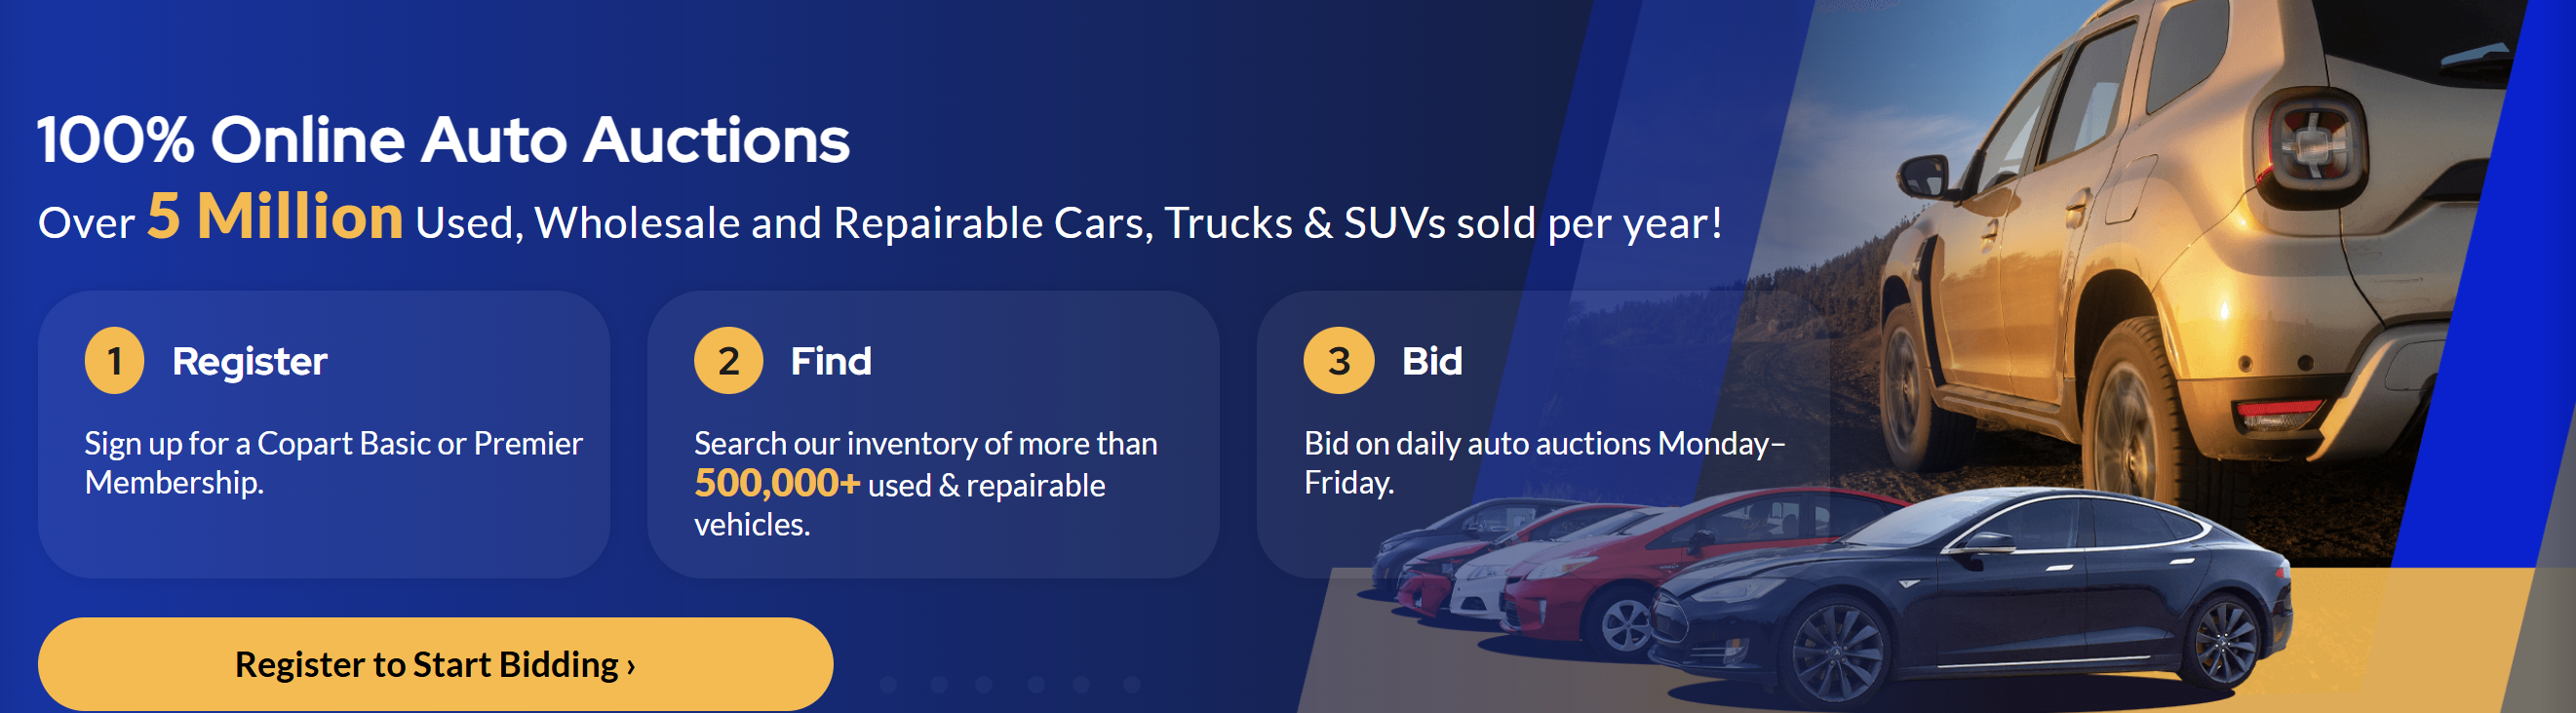 100% Online Auto Auctions
Over 5 Million Used, Wholesale and Repairable Cars, Trucks & SUVs sold per year!
1 Register
Sign up for a Copart Basic or Premier
Membership.
2 Find
Search our inventory of more than
500,000+ used & repairable
vehicles.
3 Bid
Bid on daily auto auctions Monday–
Friday.
Register to Start Bidding ›